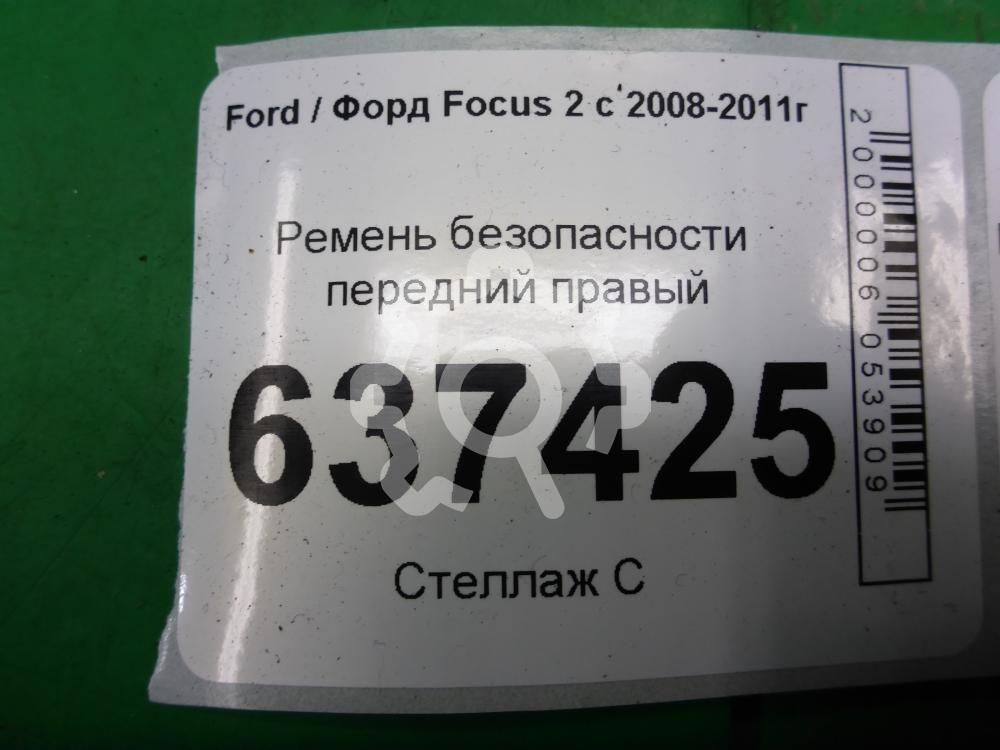 Ford / Форд Focus 2 с 2008-2011г
Ремень безопасности
передний правый
637425
Стеллаж С
2000006053909